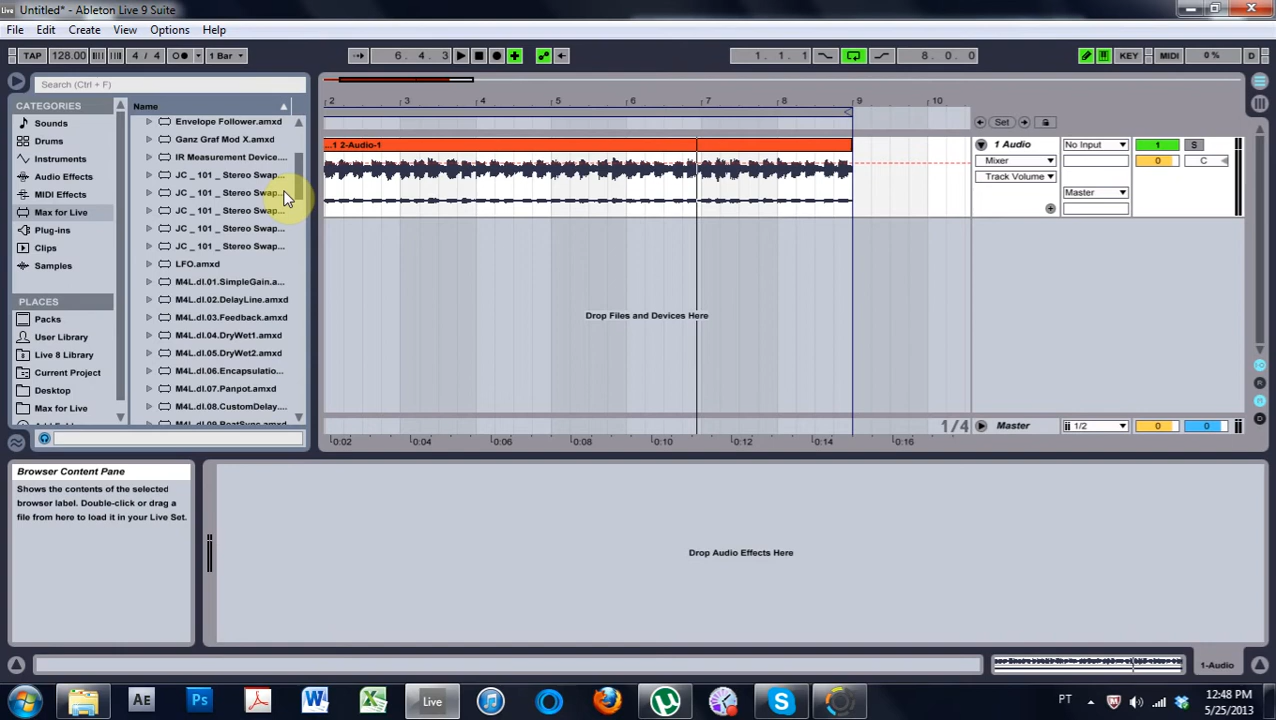 Untitled* - Ableton Live 9 Suite
File Edit Create View Options Help
TAP 128.00 4 / 4 1 Bar 6. 4. 3 1. 1. 1 8. 0. 0 KEY MIDI 0 % D
Search (Ctrl + F)
CATEGORIES
Sounds
Drums
Instruments
Audio Effects
MIDI Effects
Max for Live
Plug-ins
Clips
Samples
PLACES
Packs
User Library
Live 8 Library
Current Project
Desktop
Max for Live
Name
Envelope Follower.amxd
Ganz Graf Mod X.amxd
IR Measurement Device....
JC _ 101 _ Stereo Swap...
JC _ 101 _ Stereo Swap...
JC _ 101 _ Stereo Swap...
JC _ 101 _ Stereo Swap...
JC _ 101 _ Stereo Swap...
LFO.amxd
M4L.dl.01.SimpleGain.a...
M4L.dl.02.DelayLine.amxd
M4L.dl.03.Feedback.amxd
M4L.dl.04.DryWet1.amxd
M4L.dl.05.DryWet2.amxd
M4L.dl.06.Encapsulatio...
M4L.dl.07.Panpot.amxd
M4L.dl.08.CustomDelay....
M4L.dl.09.BeatSync.amxd
2 3 4 5 6 7 8 9 10
Set
...1 2-Audio-1
1 Audio
Mixer
Track Volume
No Input
Master
1 S
0 C
Drop Files and Devices Here
1/4 Master 1/2 0 0
0:02 0:04 0:06 0:08 0:10 0:12 0:14 0:16
Browser Content Pane
Shows the contents of the selected
browser label. Double-click or drag a
file from here to load it in your Live Set.
Drop Audio Effects Here
1-Audio
Ae Ps W X Live S PT
12:48 PM
5/25/2013